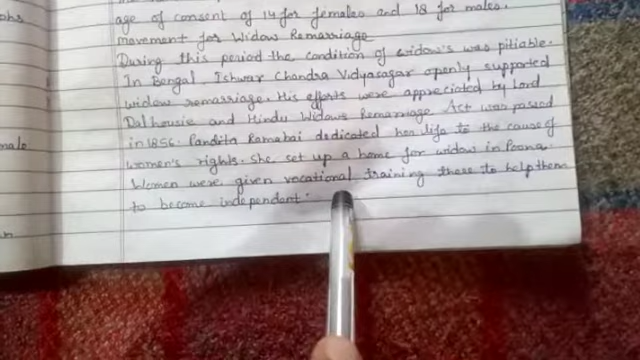 age of consent of 14 for females and 18 for males.
movement for Widow Remarriage
During this period the condition of widow's was pitiable.
In Bengal Ishwar Chandra Vidyasagar openly supported
widow remarriage. His efforts were appreciated by Lord
Dalhousie and Hindu Widows Remarriage Act was passed
in 1856. Pandita Ramabai dedicated her life to the cause of
women's rights. She set up a home for widow in Poona.
Women were given vocational training there to help them
to become independent.